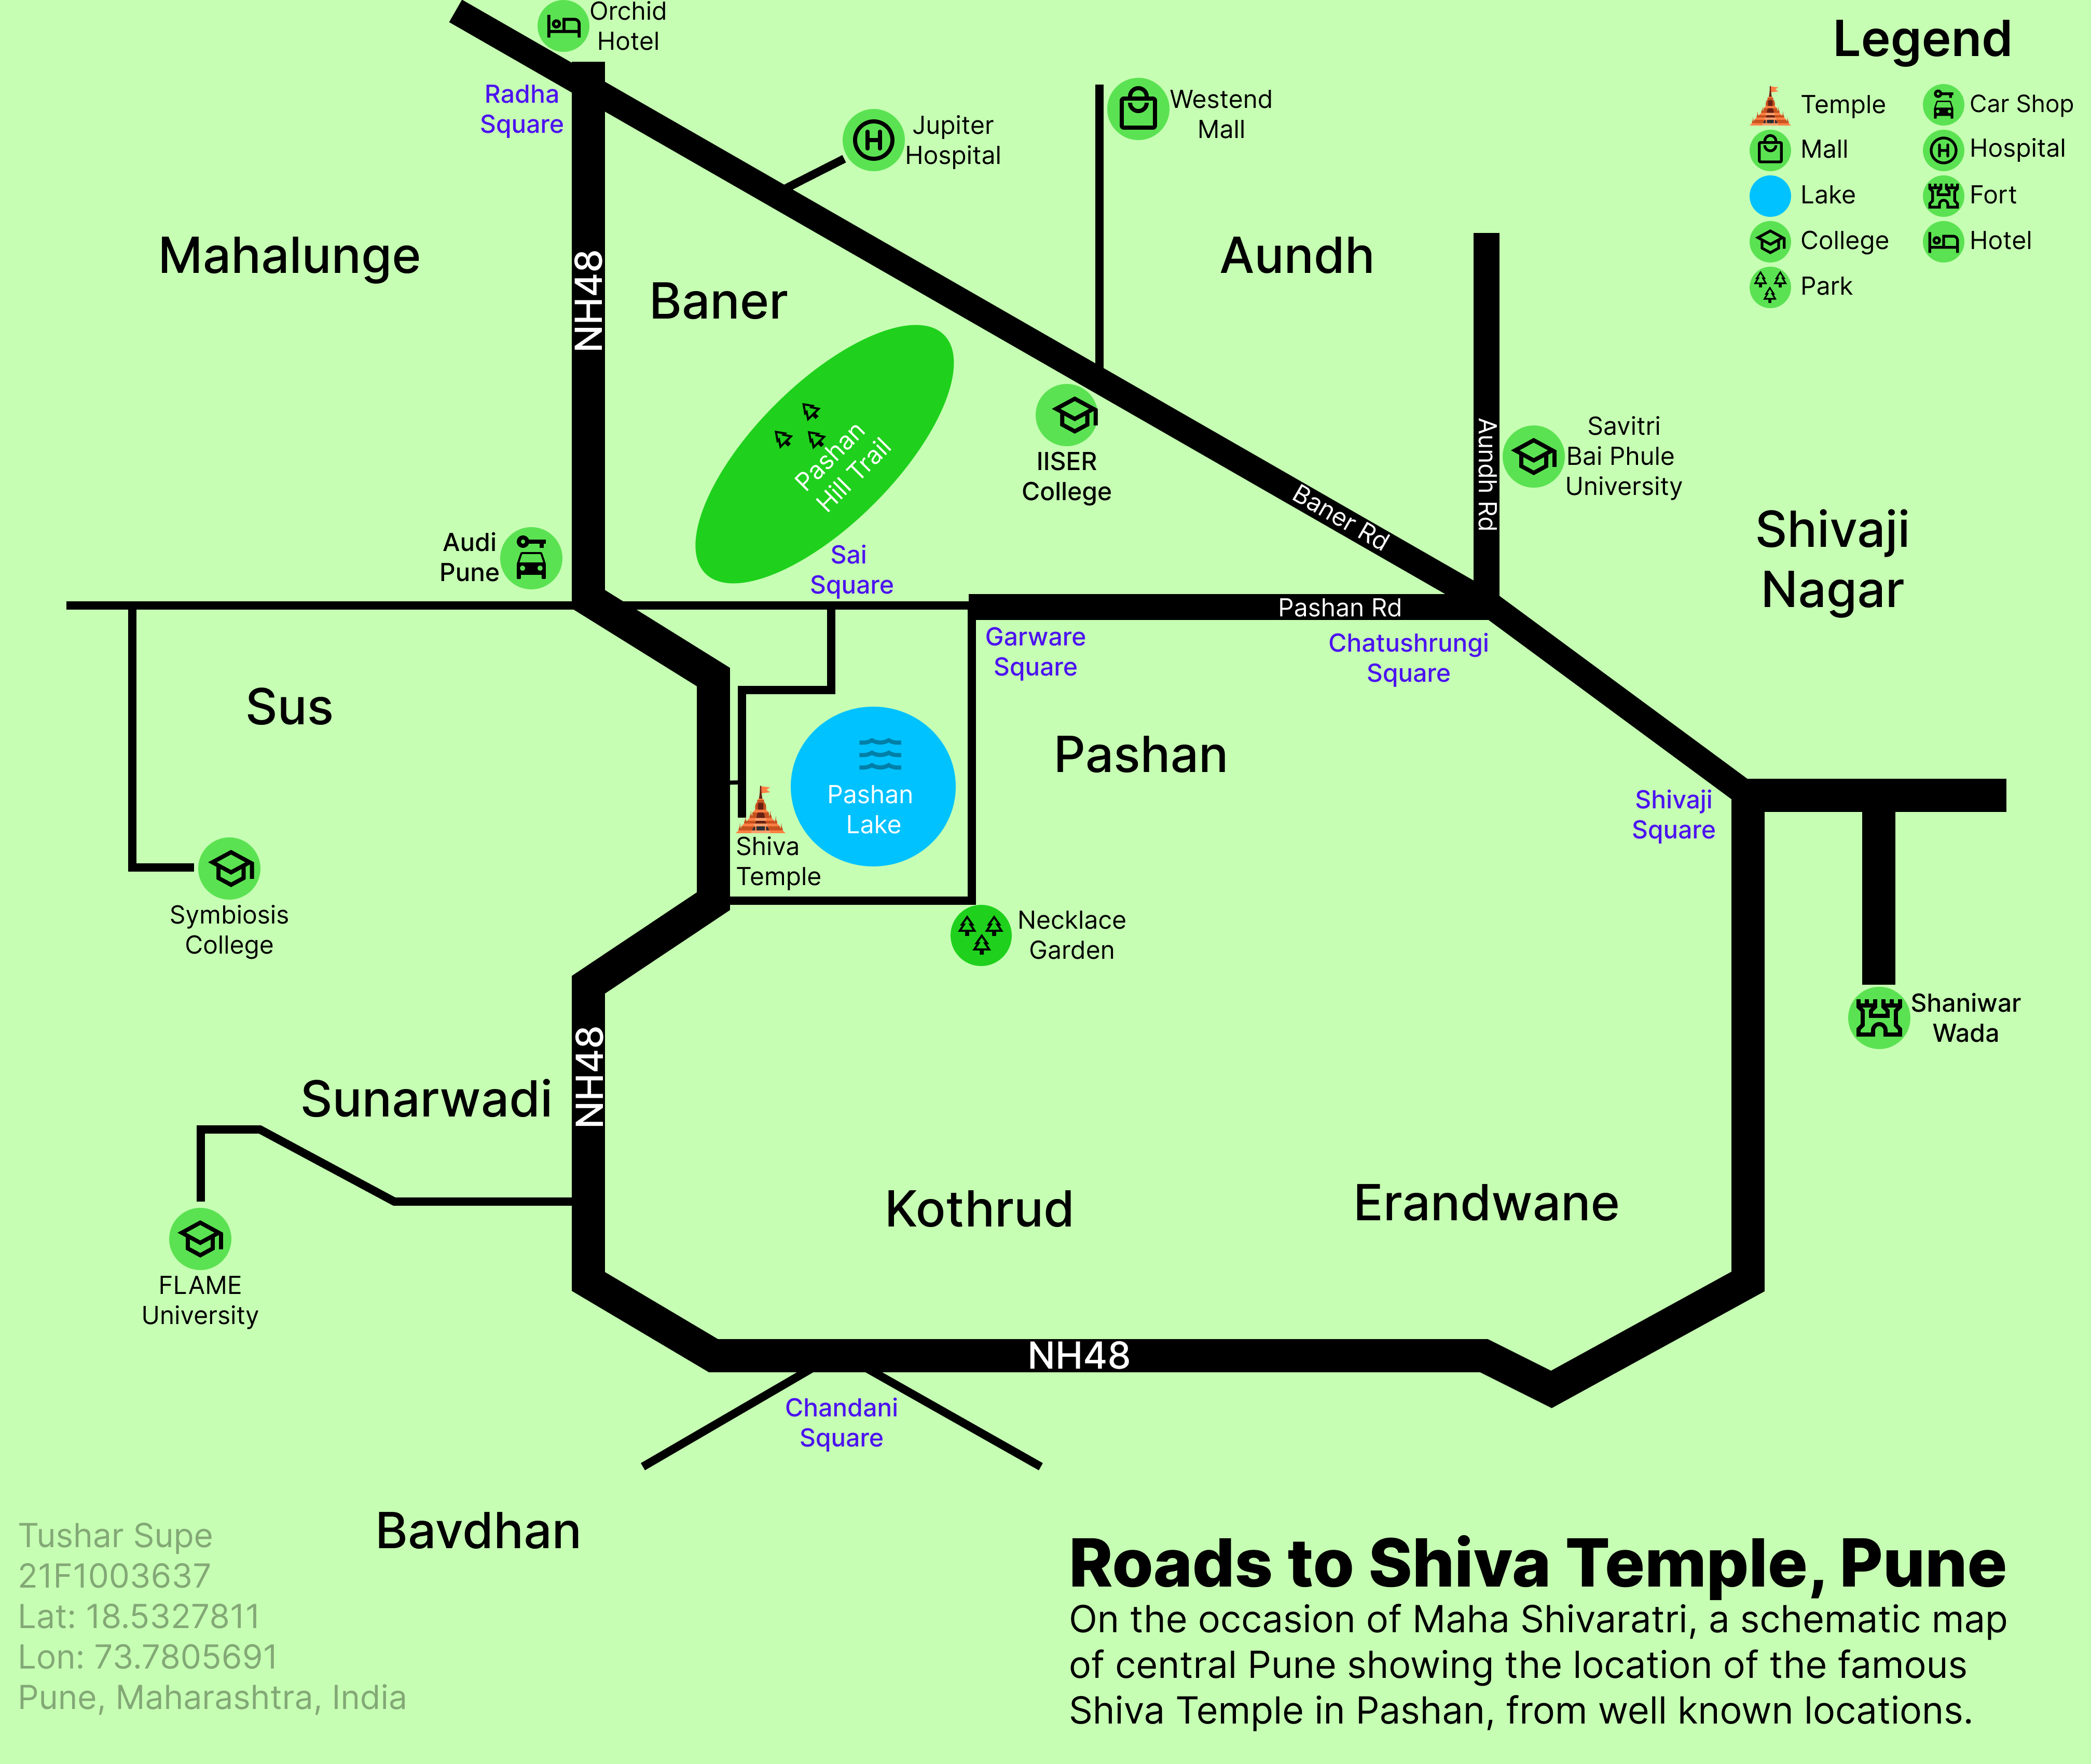 Orchid
Hotel
Legend
Temple
Car Shop
Mall
Hospital
Lake
Fort
College
Hotel
Park
Radha
Square
Westend
Mall
Jupiter
Hospital
Mahalunge
NH48
Baner
Aundh
Pashan
Hill Trail
IISER
College
Baner Rd
Aundh Rd
Savitri
Bai Phule
University
Shivaji
Nagar
Audi
Pune
Sai
Square
Pashan Rd
Garware
Square
Chatushrungi
Square
Sus
Pashan
Pashan
Lake
Shiva
Temple
Shivaji
Square
Symbiosis
College
Necklace
Garden
Shaniwar
Wada
NH48
Sunarwadi
Kothrud
Erandwane
FLAME
University
NH48
Chandani
Square
Bavdhan
Tushar Supe
21F1003637
Lat: 18.5327811
Lon: 73.7805691
Pune, Maharashtra, India
Roads to Shiva Temple, Pune
On the occasion of Maha Shivaratri, a schematic map
of central Pune showing the location of the famous
Shiva Temple in Pashan, from well known locations.